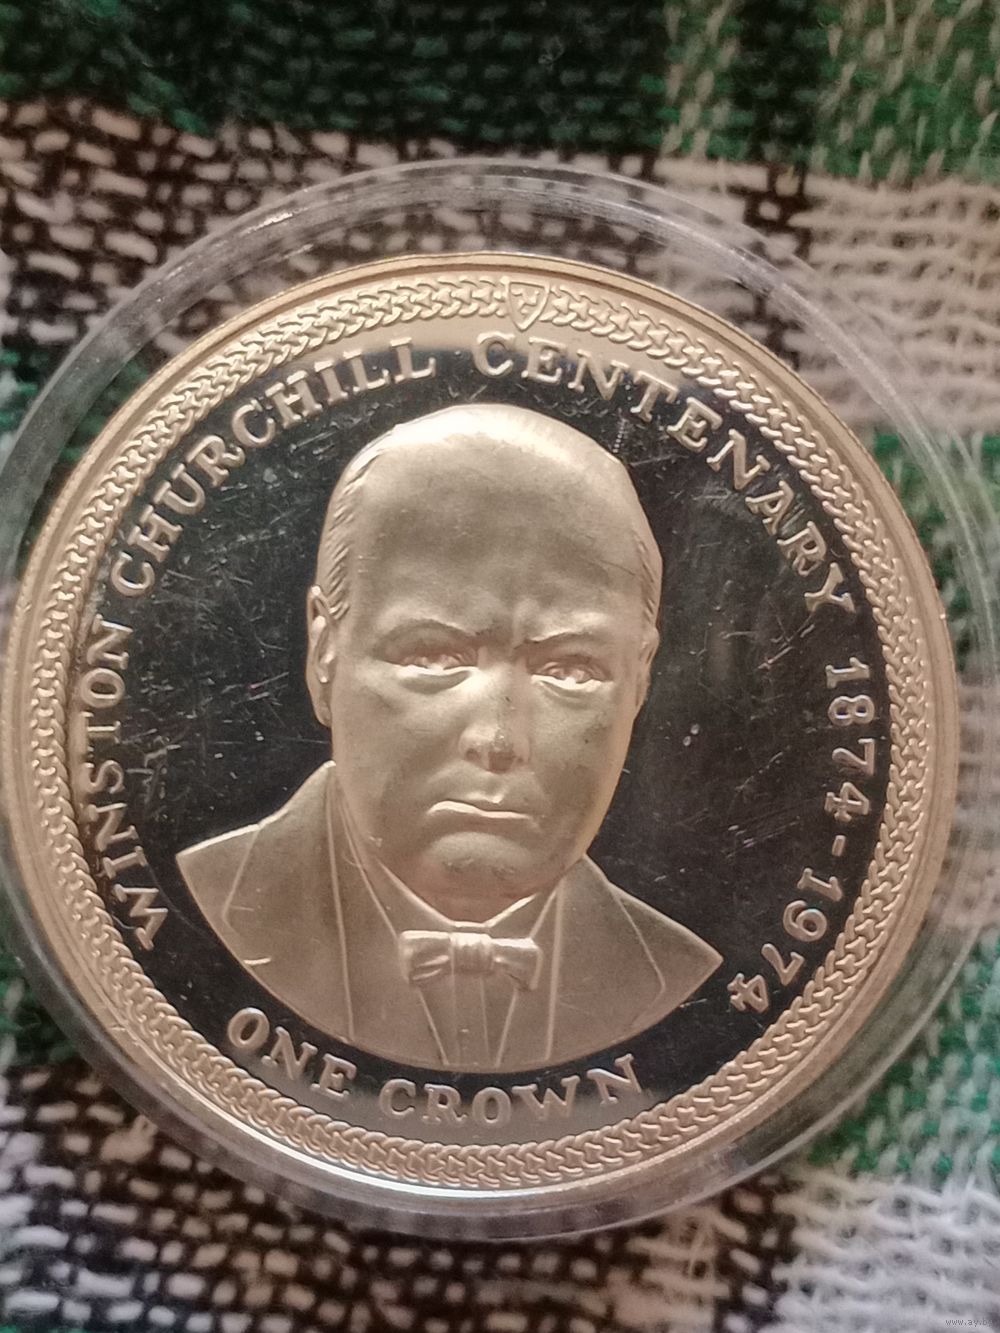 WINSTON CHURCHILL CENTENARY 1874-1974
ONE CROWN